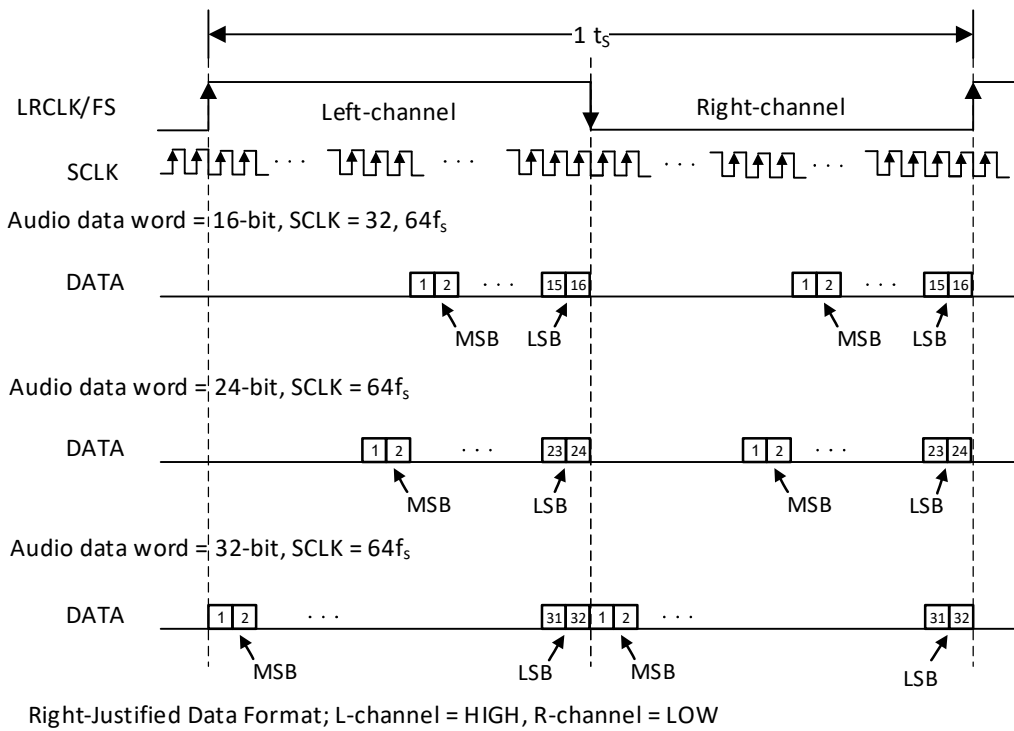 1 tS
LRCLK/FS
Left-channel
Right-channel
SCLK
. . .
. . .
. . .
. . .
Audio data word = 16-bit, SCLK = 32, 64fs
DATA
1 2 . . . 15 16
1 2 . . . 15 16
MSB LSB
MSB LSB
Audio data word = 24-bit, SCLK = 64fs
DATA
1 2 . . . 23 24
1 2 . . . 23 24
MSB LSB
MSB LSB
Audio data word = 32-bit, SCLK = 64fs
DATA
1 2 . . . 31 32
1 2 . . . 31 32
MSB LSB
MSB LSB
Right-Justified Data Format; L-channel = HIGH, R-channel = LOW